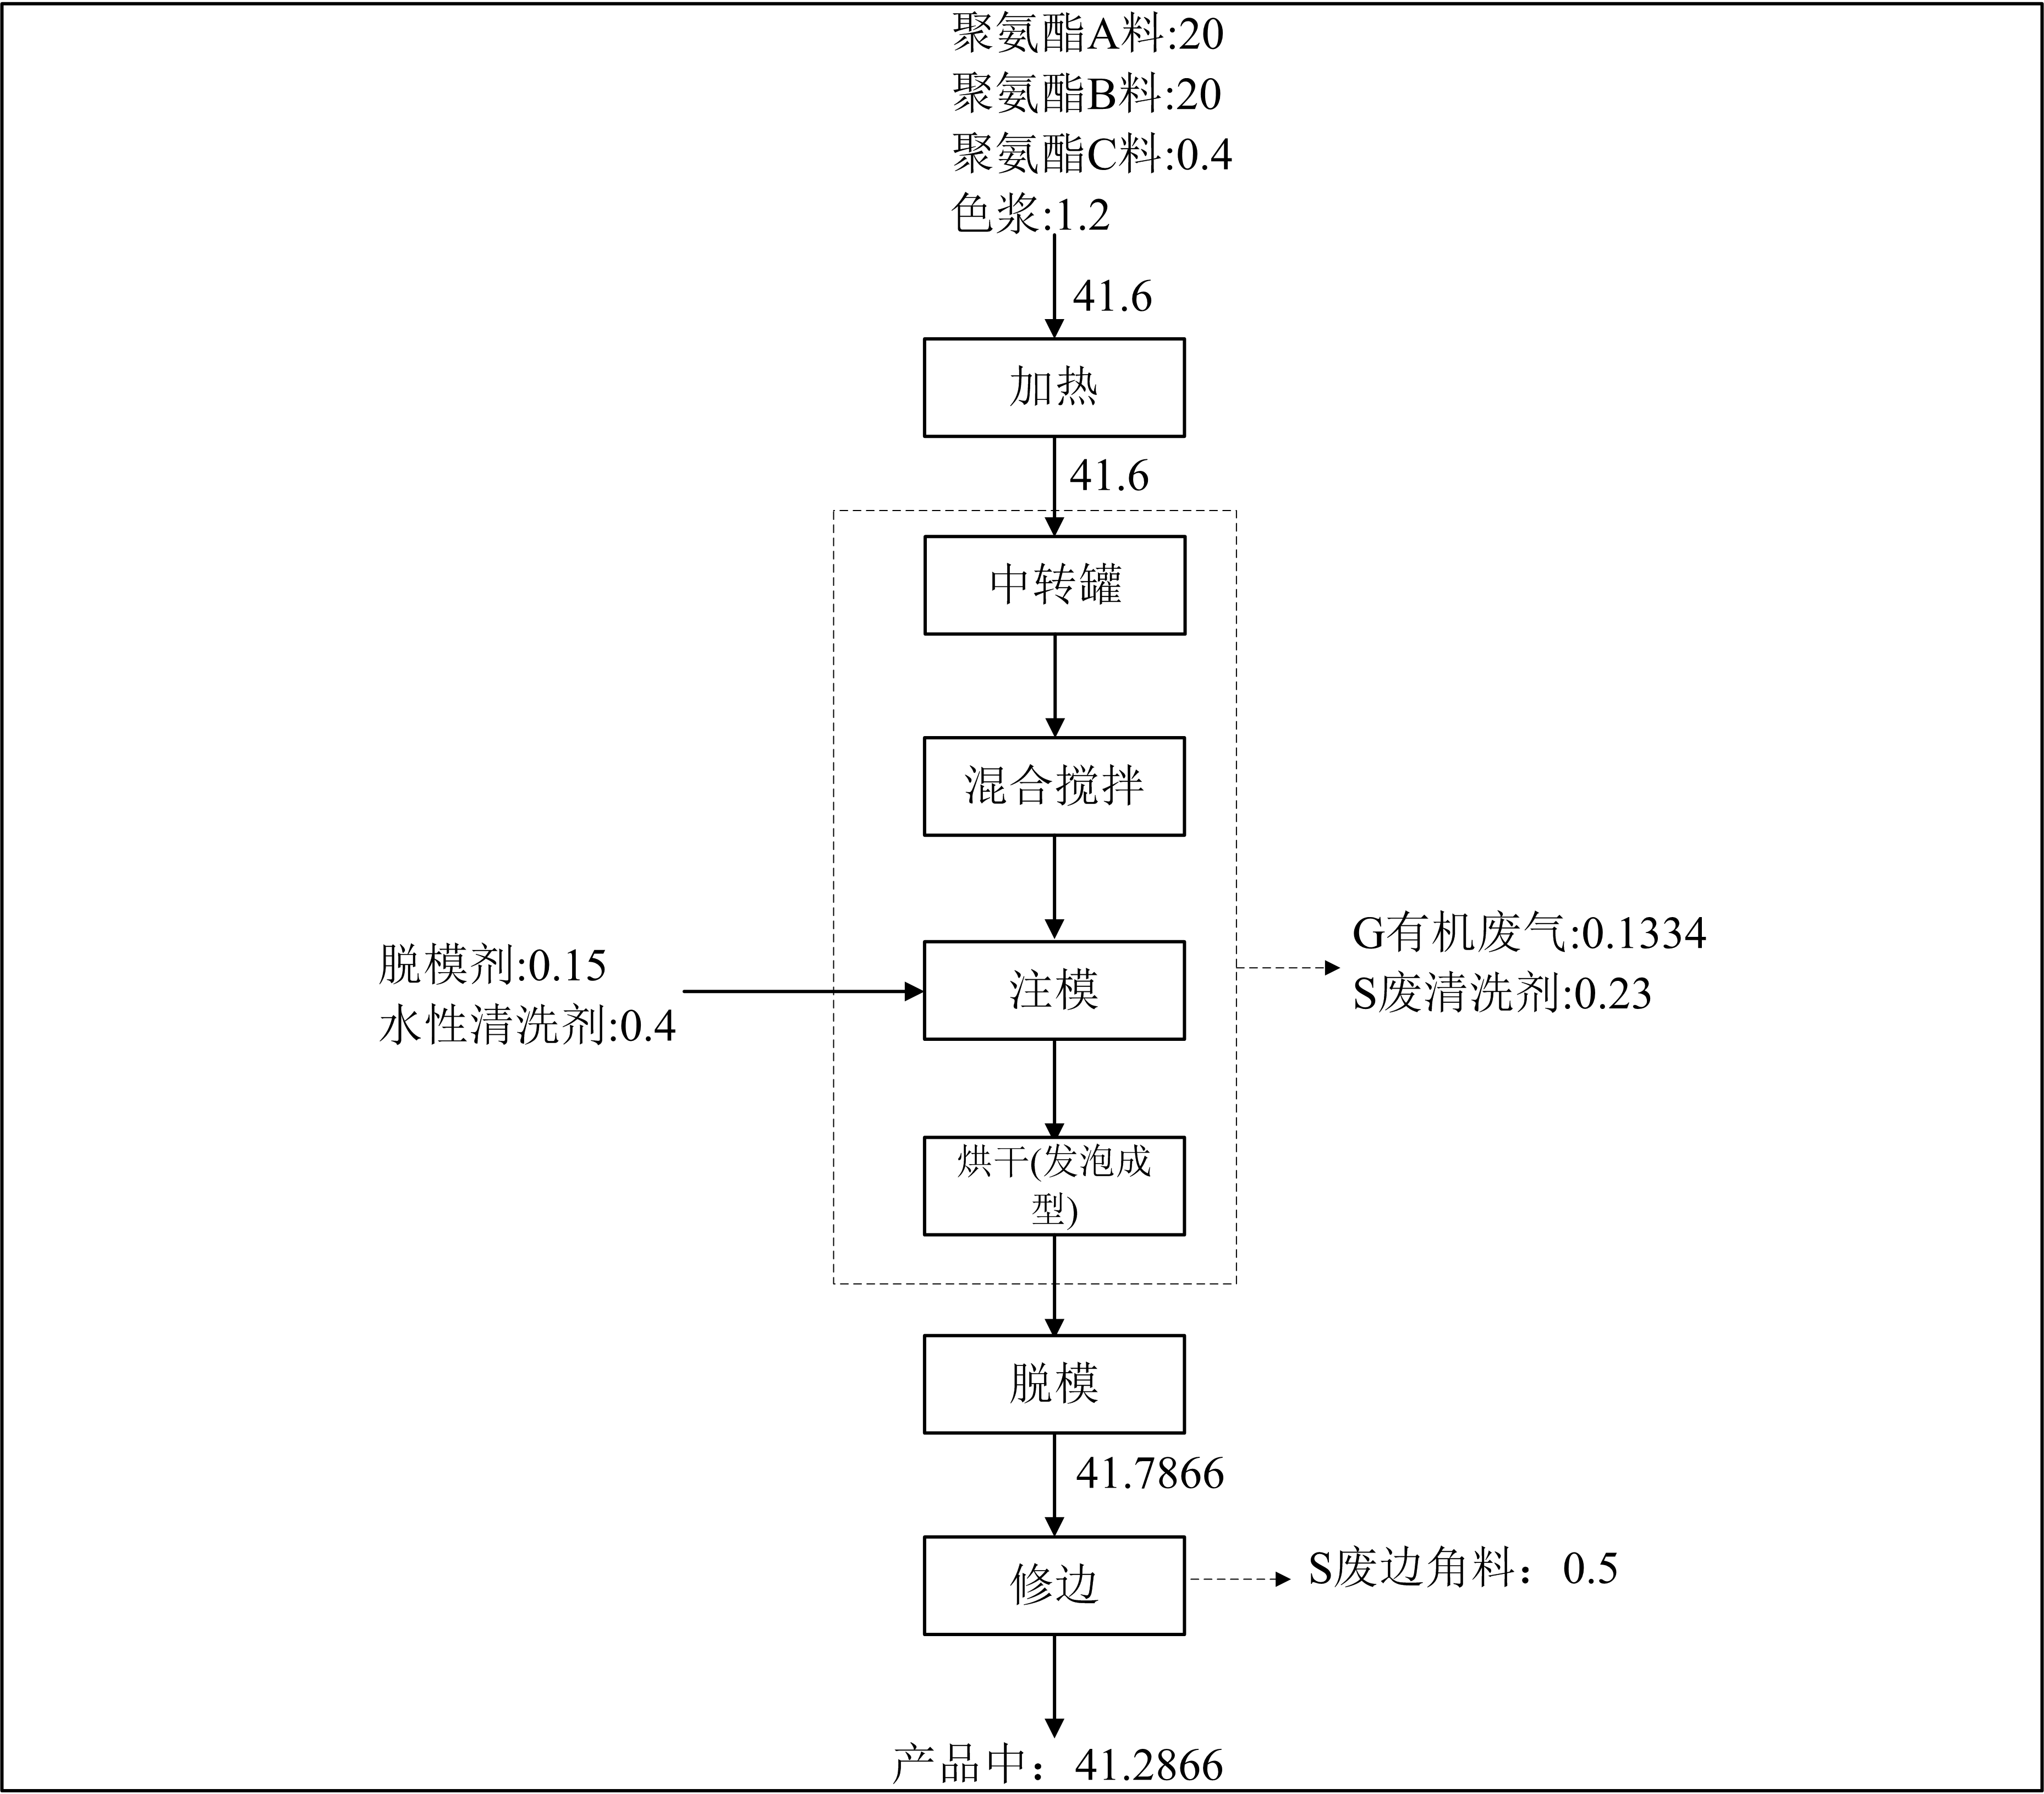 聚氨酯A料:20
聚氨酯B料:20
聚氨酯C料:0.4
色浆:1.2
41.6
加热
41.6
中转罐
混合搅拌
脱模剂:0.15
水性清洗剂:0.4
注模
G有机废气:0.1334
S废清洗剂:0.23
烘干(发泡成
型)
脱模
41.7866
修边
S废边角料：0.5
产品中：41.2866